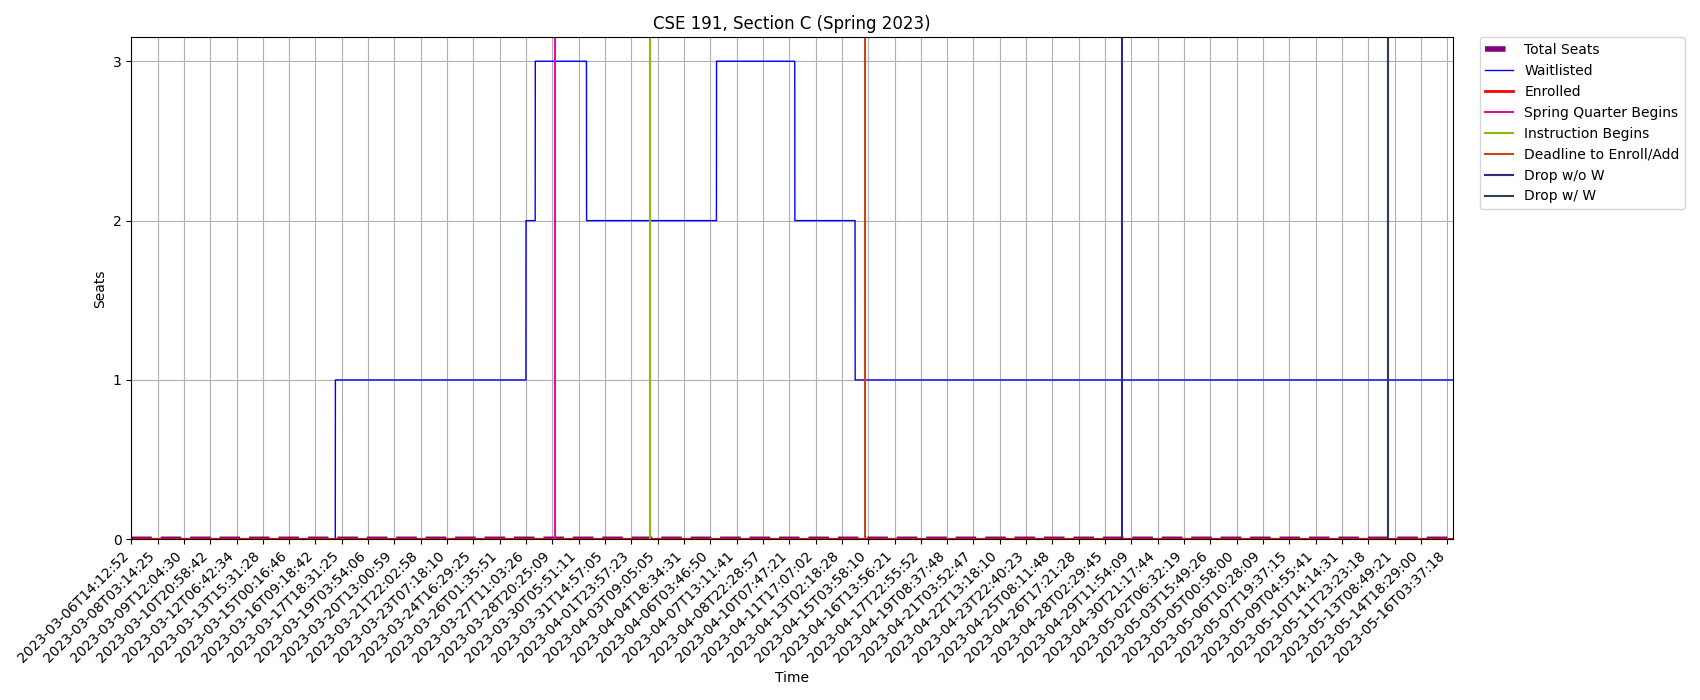 CSE 191, Section C (Spring 2023)
Total Seats
Waitlisted
Enrolled
Spring Quarter Begins
Instruction Begins
Deadline to Enroll/Add
Drop w/o W
Drop w/ W
Seats
3
2
1
0
2023-03-06T14:12:52
2023-03-08T03:14:25
2023-03-09T12:04:30
2023-03-10T20:58:42
2023-03-12T06:42:34
2023-03-13T15:31:28
2023-03-15T00:16:46
2023-03-16T09:18:42
2023-03-17T18:31:25
2023-03-19T03:54:06
2023-03-20T13:00:59
2023-03-21T22:02:58
2023-03-23T07:18:10
2023-03-24T16:29:25
2023-03-26T01:35:51
2023-03-27T11:03:26
2023-03-28T20:25:09
2023-03-30T05:51:11
2023-03-31T14:57:05
2023-04-01T23:57:23
2023-04-03T09:05:05
2023-04-04T18:34:31
2023-04-06T03:46:50
2023-04-07T13:11:41
2023-04-08T22:28:57
2023-04-10T07:47:21
2023-04-11T17:07:02
2023-04-13T02:18:28
2023-04-15T03:58:10
2023-04-16T13:56:21
2023-04-17T22:55:52
2023-04-19T08:37:48
2023-04-21T03:52:47
2023-04-22T13:18:10
2023-04-23T22:40:23
2023-04-25T08:11:48
2023-04-26T17:21:28
2023-04-28T02:29:45
2023-04-29T11:54:09
2023-04-30T21:17:44
2023-05-02T06:32:19
2023-05-03T15:49:26
2023-05-05T00:58:00
2023-05-06T10:28:09
2023-05-07T19:37:15
2023-05-09T04:55:41
2023-05-10T14:14:31
2023-05-11T23:23:18
2023-05-13T08:49:21
2023-05-14T18:29:00
2023-05-16T03:37:18
Time